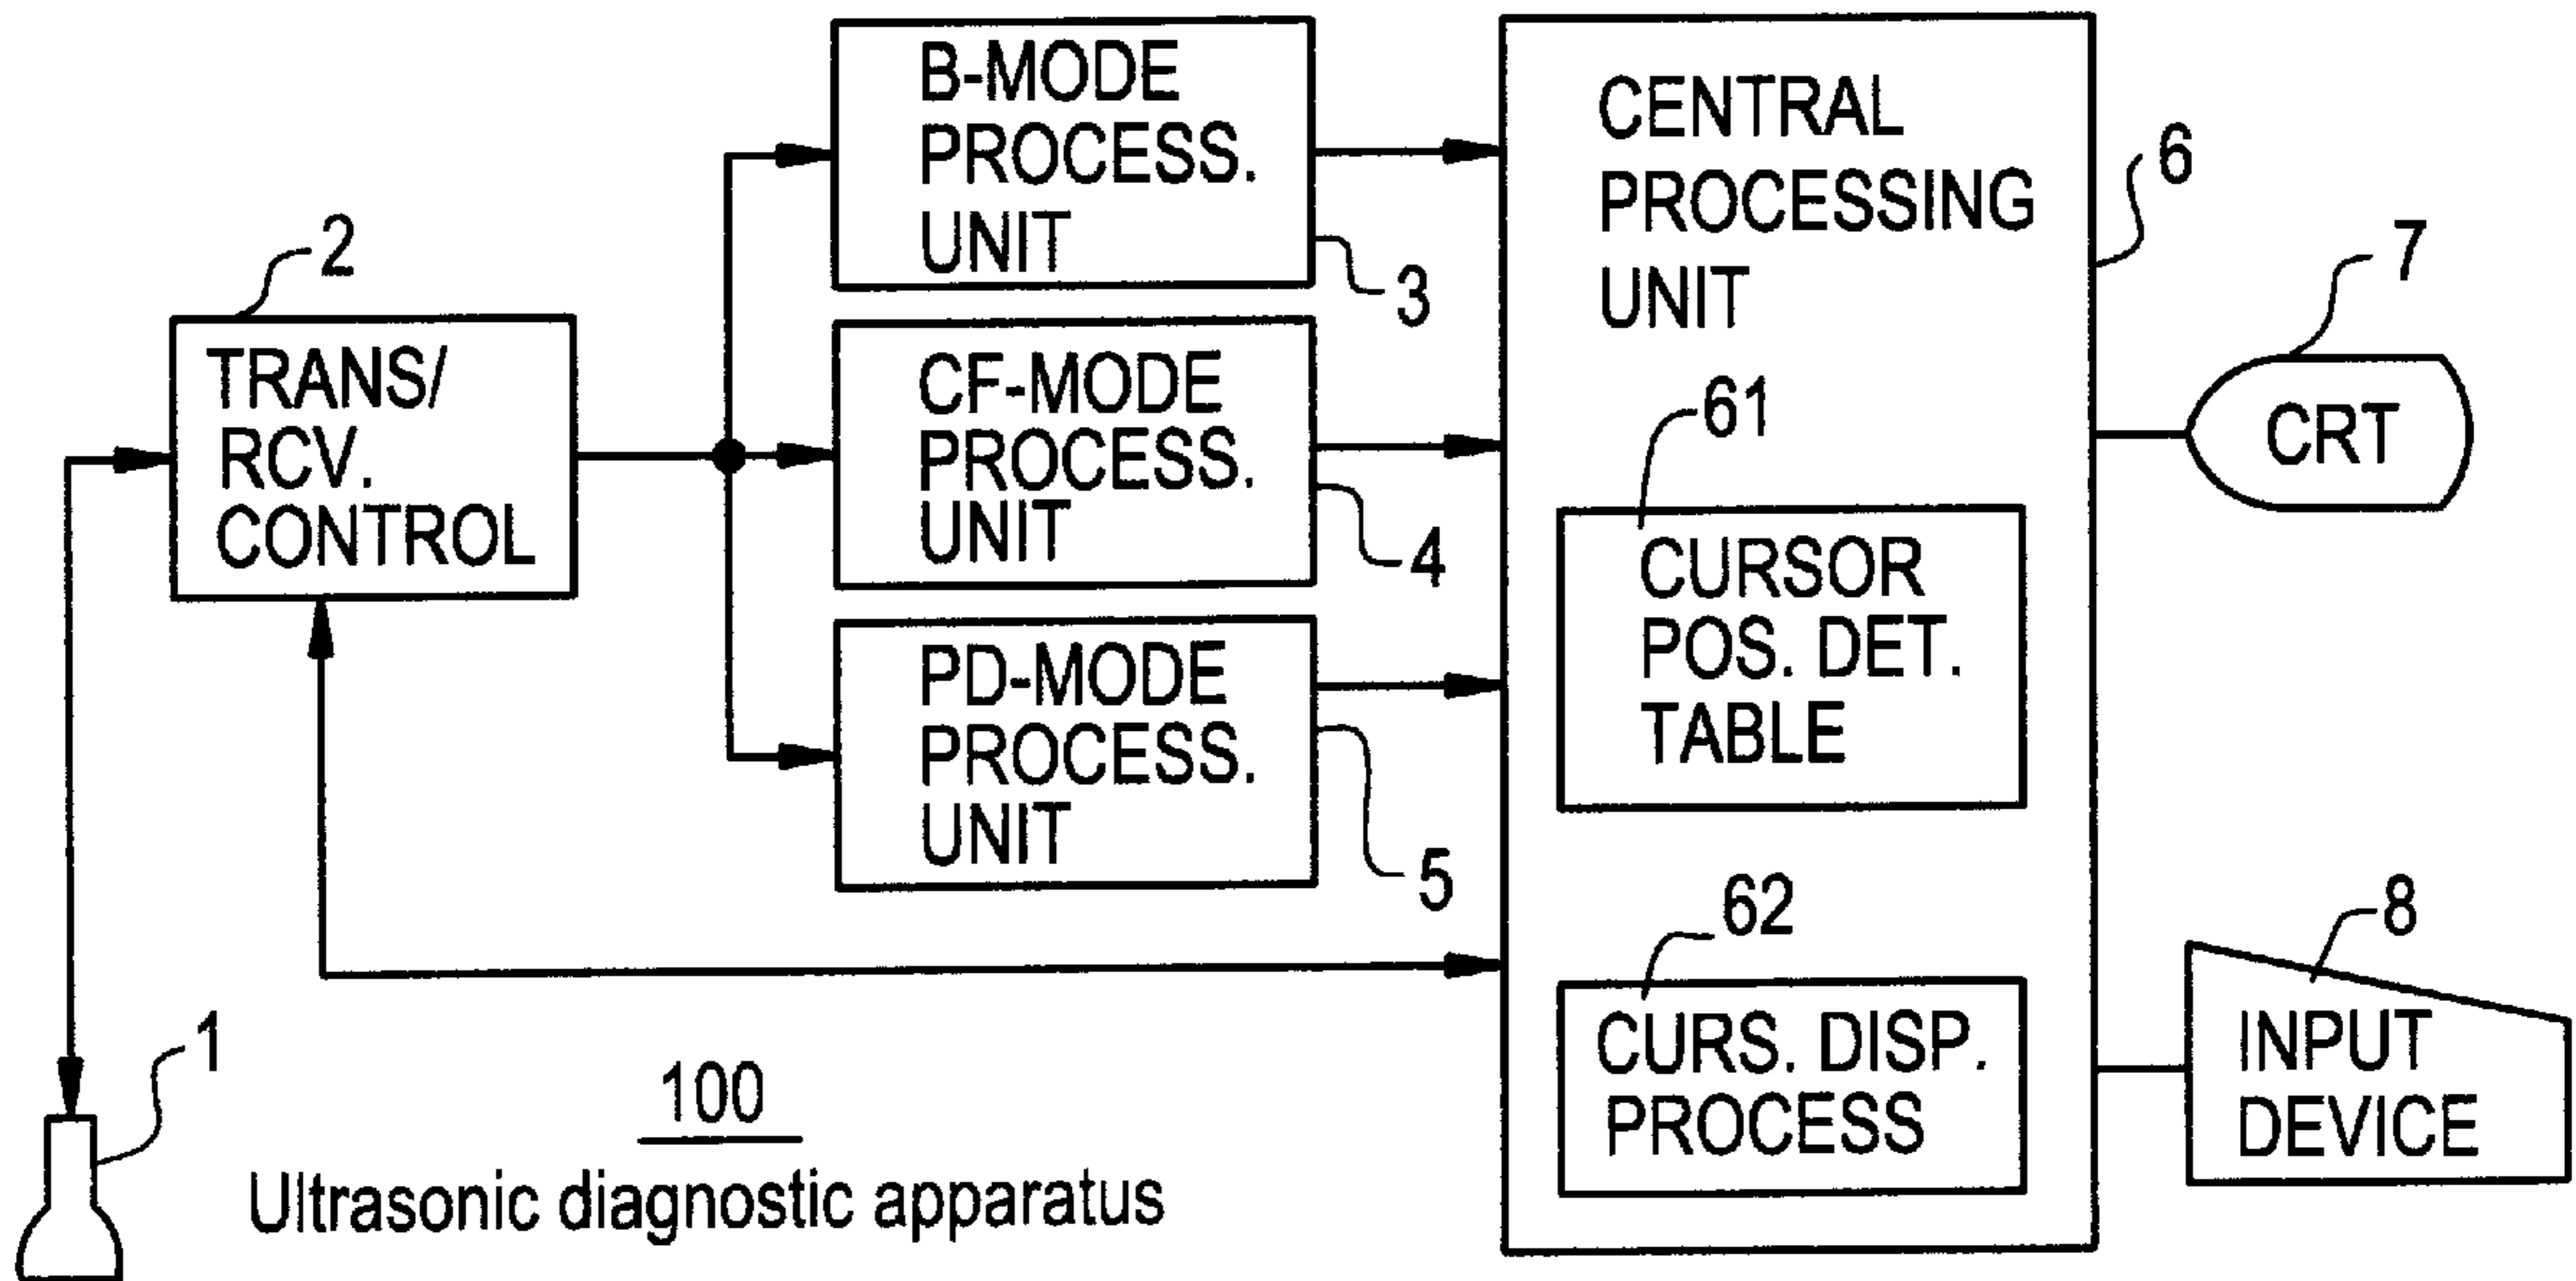 B-MODE
PROCESS.
UNIT
3
CENTRAL
PROCESSING
UNIT
6
2
TRANS/
RCV.
CONTROL
CF-MODE
PROCESS.
UNIT
4
7
CRT
61
CURSOR
POS. DET.
TABLE
PD-MODE
PROCESS.
UNIT
5
62
CURS. DISP.
PROCESS
8
INPUT
DEVICE
1
100
Ultrasonic diagnostic apparatus